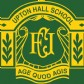 UPTON HALL SCHOOL
FCJ
AGE QUOD AGIS